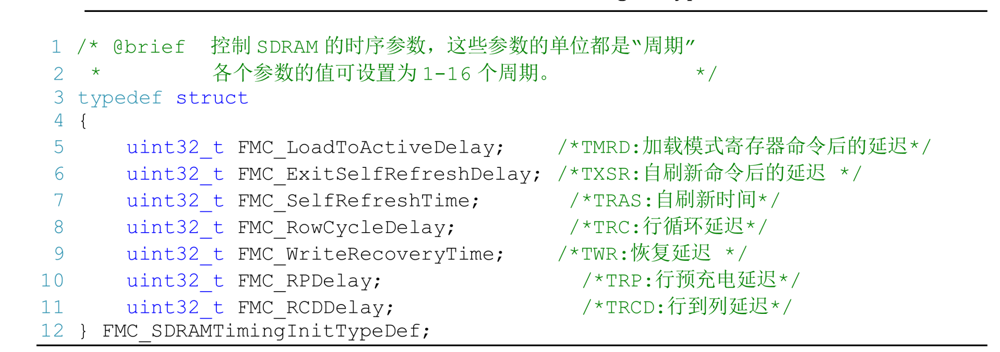 1 /* @brief 控制 SDRAM 的时序参数，这些参数的单位都是“周期”
2 * 各个参数的值可设置为 1-16 个周期。 */
3 typedef struct
4 {
5 uint32_t FMC_LoadToActiveDelay; /*TMRD:加载模式寄存器命令后的延迟*/
6 uint32_t FMC_ExitSelfRefreshDelay; /*TXSR:自刷新命令后的延迟 */
7 uint32_t FMC_SelfRefreshTime; /*TRAS:自刷新时间*/
8 uint32_t FMC_RowCycleDelay; /*TRC:行循环延迟*/
9 uint32_t FMC_WriteRecoveryTime; /*TWR:恢复延迟 */
10 uint32_t FMC_RPDelay; /*TRP:行预充电延迟*/
11 uint32_t FMC_RCDDelay; /*TRCD:行到列延迟*/
12 } FMC_SDRAMTimingInitTypeDef;